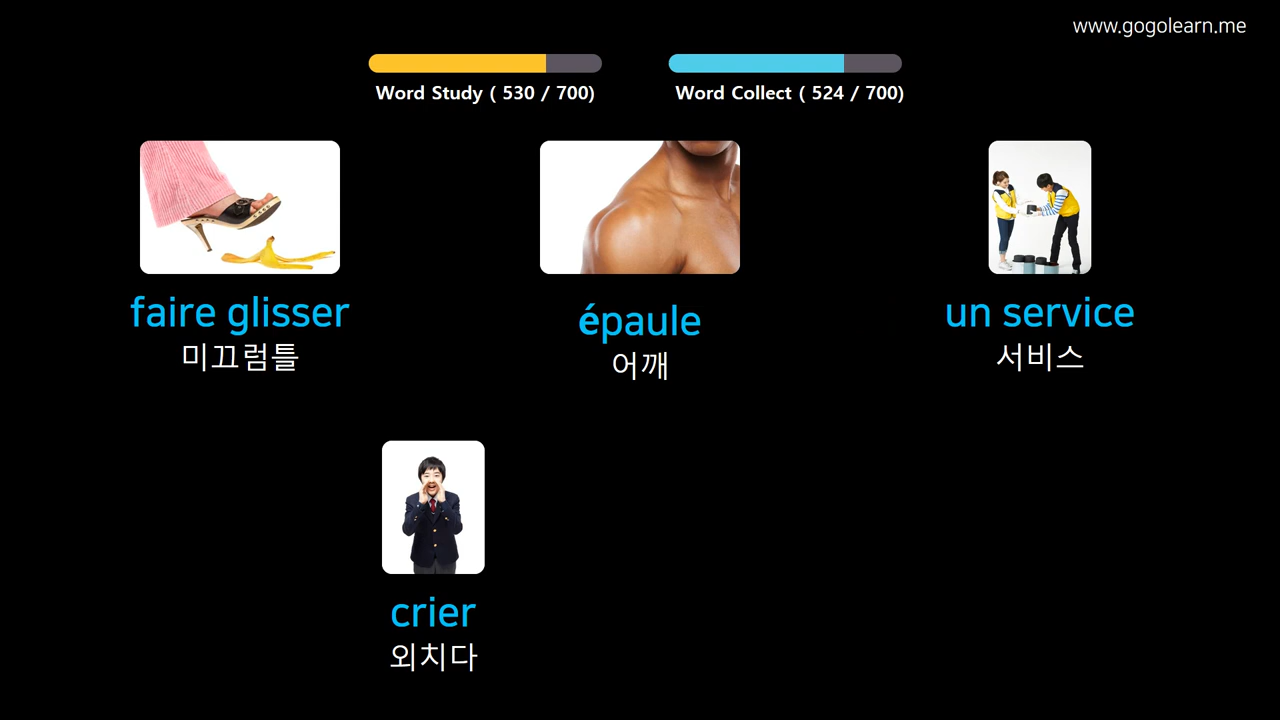 www.gogolearn.me
Word Study ( 530 / 700)
Word Collect ( 524 / 700)
faire glisser
미끄럼틀
épaule
어깨
un service
서비스
crier
외치다